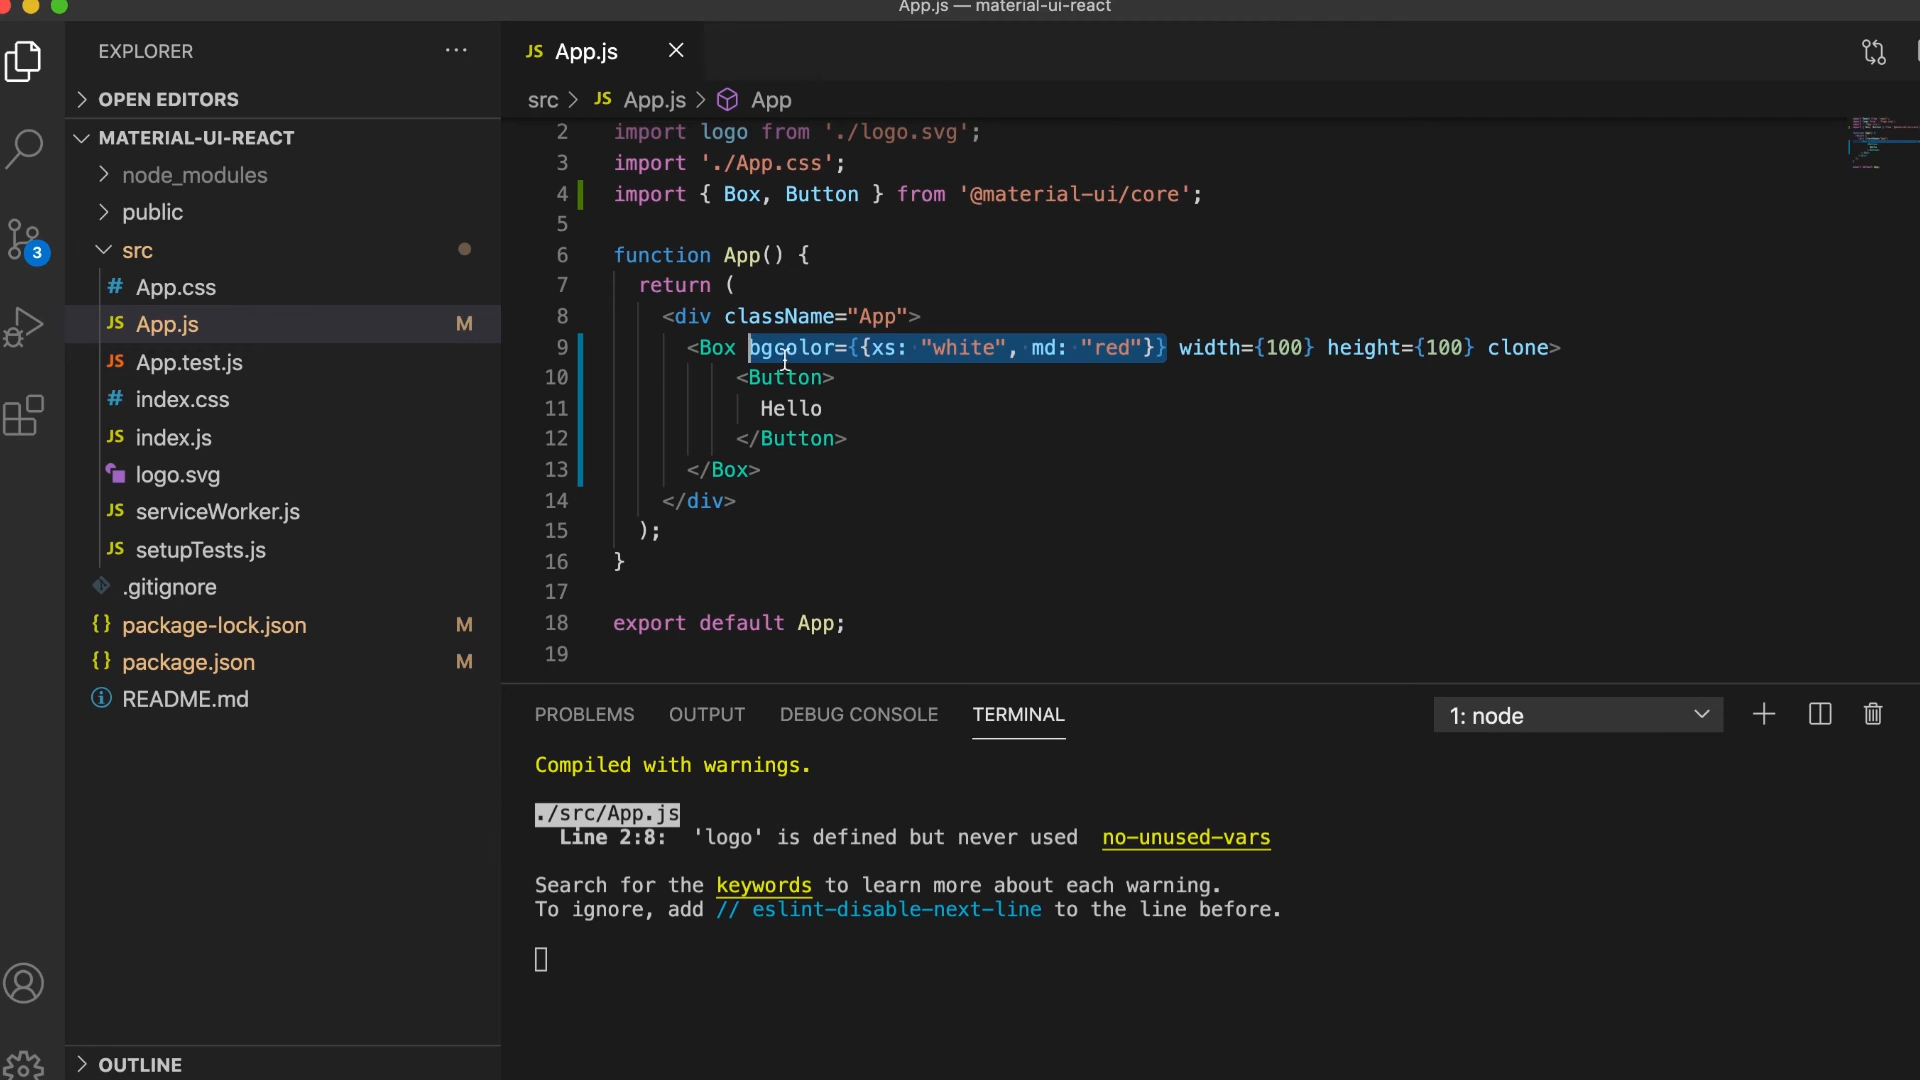 App.js — material-ui-react
EXPLORER
OPEN EDITORS
MATERIAL-UI-REACT
node_modules
public
src
# App.css
JS App.js M
JS App.test.js
# index.css
JS index.js
logo.svg
JS serviceWorker.js
JS setupTests.js
.gitignore
{} package-lock.json M
{} package.json M
README.md
OUTLINE
3
JS App.js
src > JS App.js > App
2 import logo from './logo.svg';
3 import './App.css';
4 import { Box, Button } from '@material-ui/core';
5
6 function App() {
7 return (
8 <div className="App">
9 <Box bgcolor={{xs: "white", md: "red"}} width={100} height={100} clone>
10 <Button>
11 Hello
12 </Button>
13 </Box>
14 </div>
15 );
16 }
17
18 export default App;
19
PROBLEMS OUTPUT DEBUG CONSOLE TERMINAL 1: node
Compiled with warnings.
./src/App.js
Line 2:8: 'logo' is defined but never used no-unused-vars
Search for the keywords to learn more about each warning.
To ignore, add // eslint-disable-next-line to the line before.